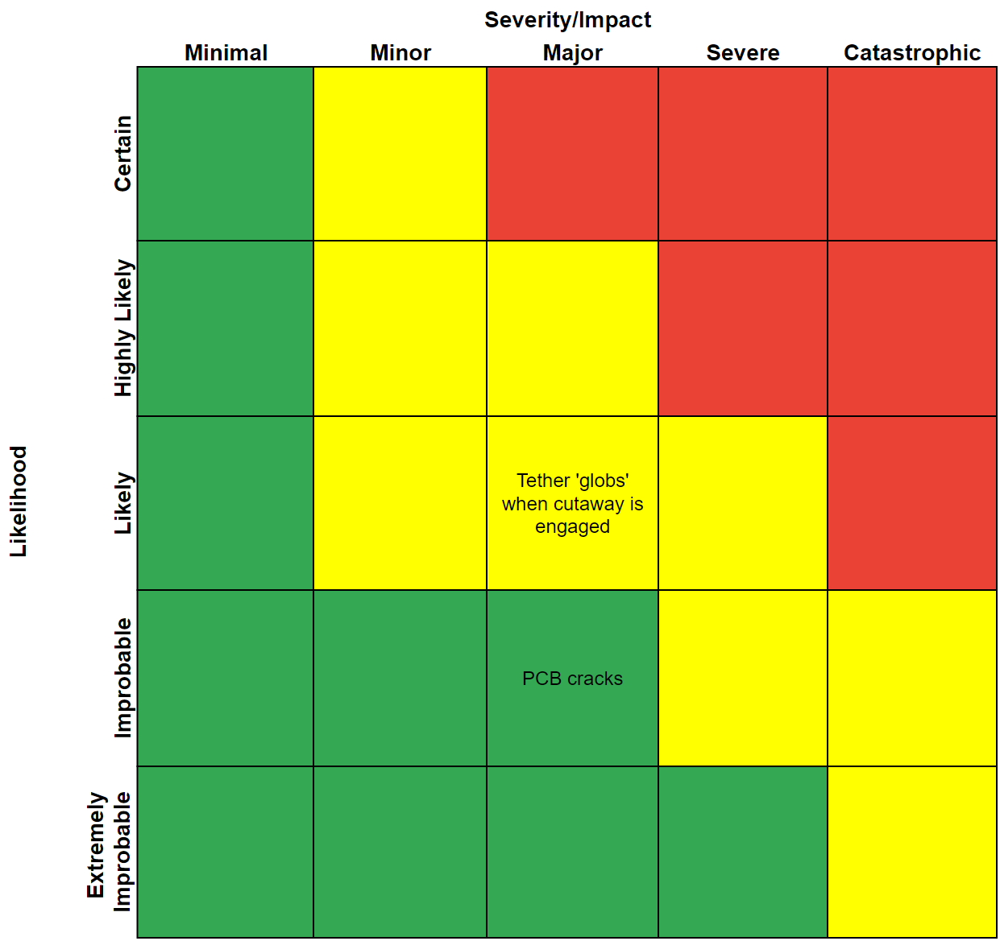 Severity/Impact
Minimal
Minor
Major
Severe
Catastrophic
Likelihood
Certain
Highly Likely
Likely
Tether 'globs'
when cutaway is
engaged
Improbable
PCB cracks
Extremely
Improbable